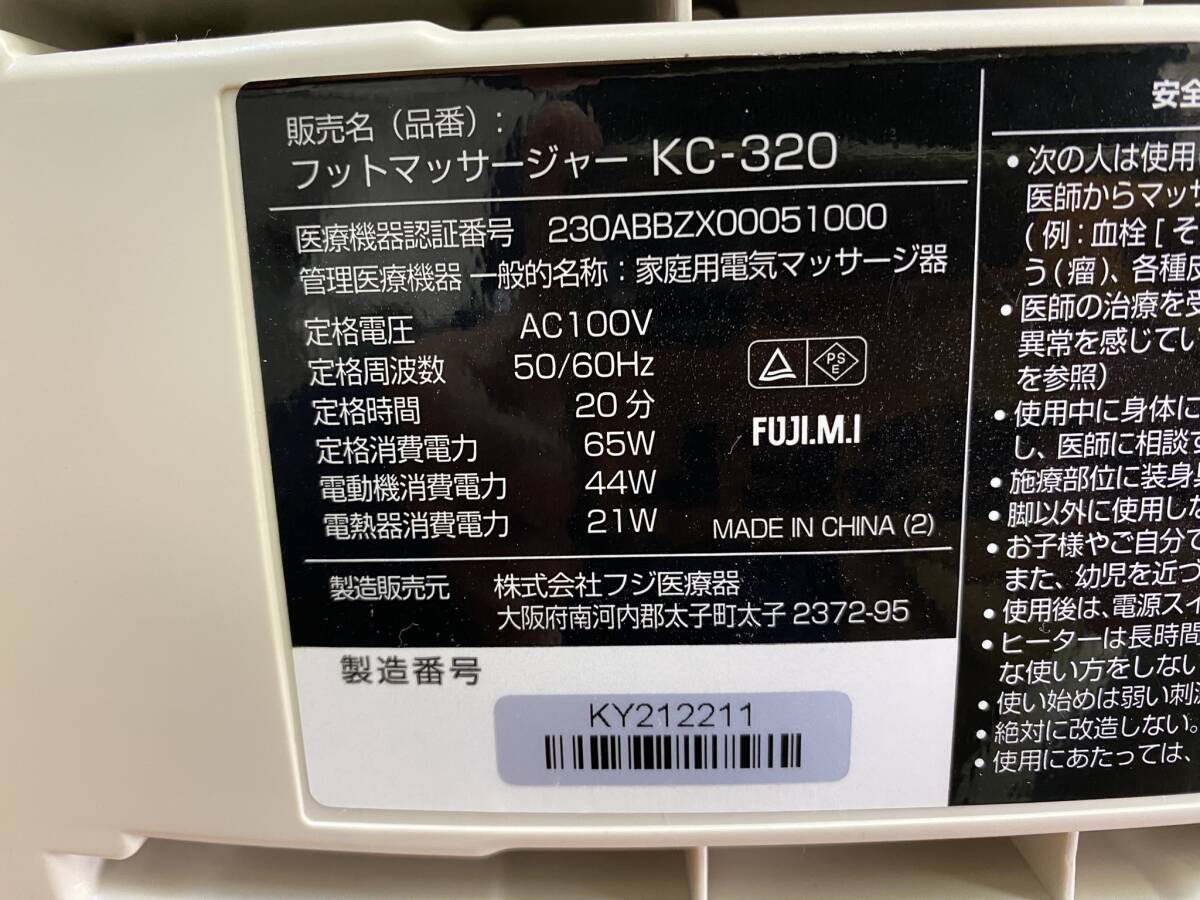 販売名（品番）：
フットマッサージャー KC-320
医療機器認証番号 230ABBZX00051000
管理医療機器 一般的名称：家庭用電気マッサージ器
定格電圧 AC100V
定格周波数 50/60Hz
定格時間 20分
定格消費電力 65W
電動機消費電力 44W
電熱器消費電力 21W
PSE
FUJI.M.I
MADE IN CHINA (2)
製造販売元 株式会社フジ医療器
大阪府南河内郡太子町太子 2372-95
製造番号
KY212211
安全
• 次の人は使用
医師からマッサ
(例：血栓[そ
う(瘤)、各種皮
• 医師の治療を受
異常を感じてい
を参照)
• 使用中に身体に
し、医師に相談す
• 施療部位に装身
• 脚以外に使用しな
• お子様やご自分で
また、幼児を近づ
• 使用後は、電源スイ
• ヒーターは長時間
な使い方をしない
• 使い始めは弱い刺激
• 絶対に改造しない。
• 使用にあたっては、